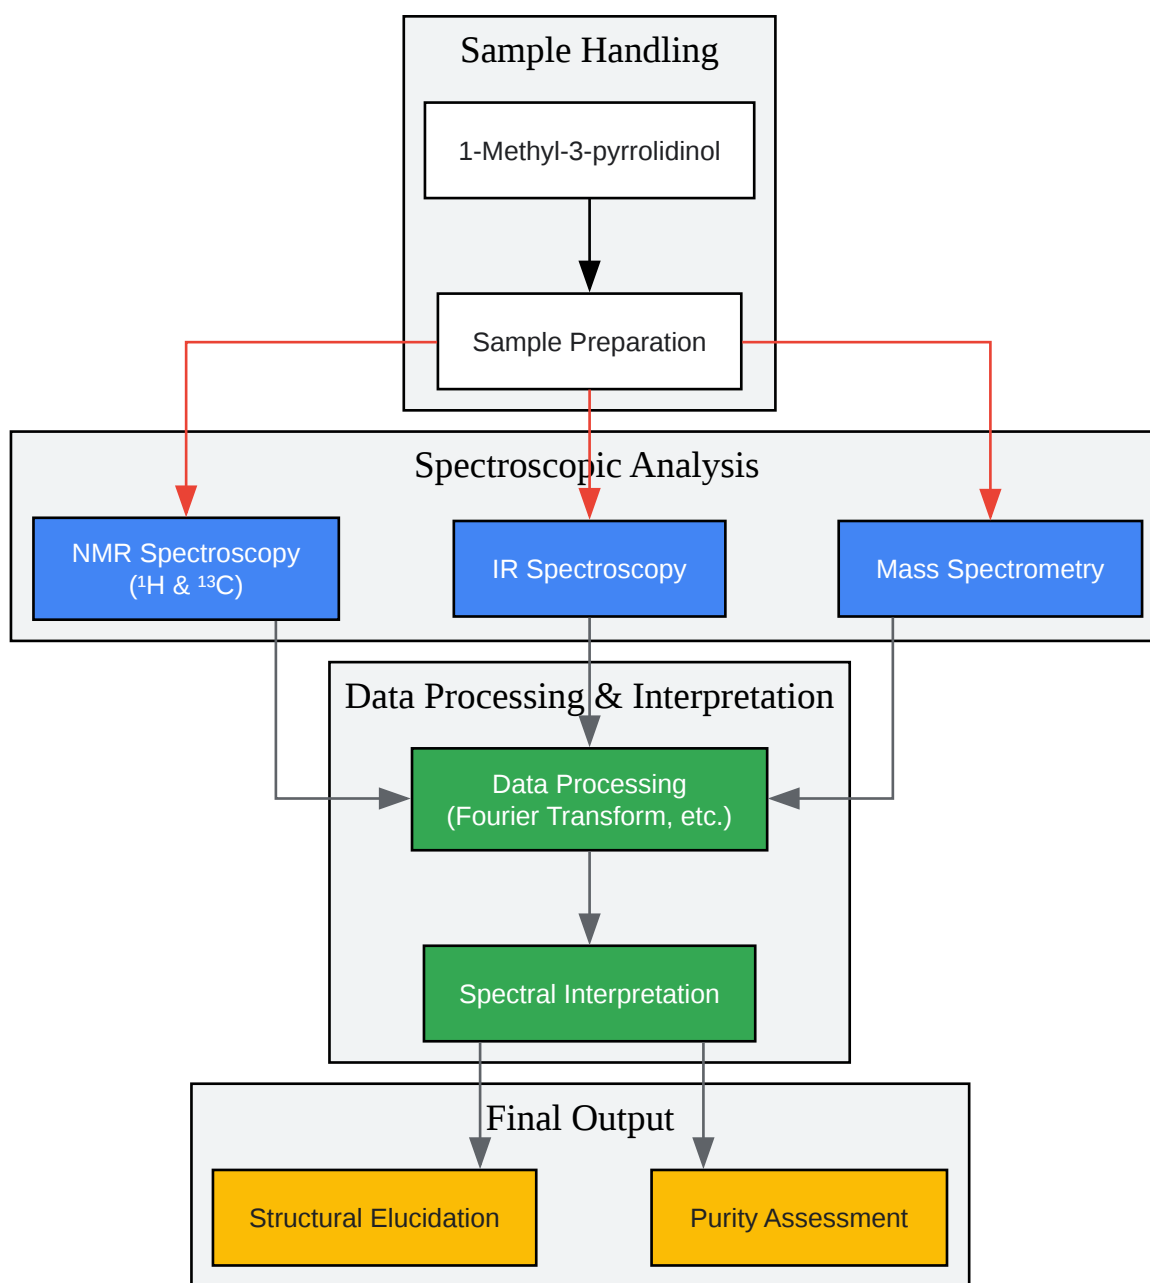 Sample Handling
1-Methyl-3-pyrrolidinol
Sample Preparation
Spectroscopic Analysis
NMR Spectroscopy
(¹H & ¹³C)
IR Spectroscopy
Mass Spectrometry
Data Processing & Interpretation
Data Processing
(Fourier Transform, etc.)
Spectral Interpretation
Final Output
Structural Elucidation
Purity Assessment